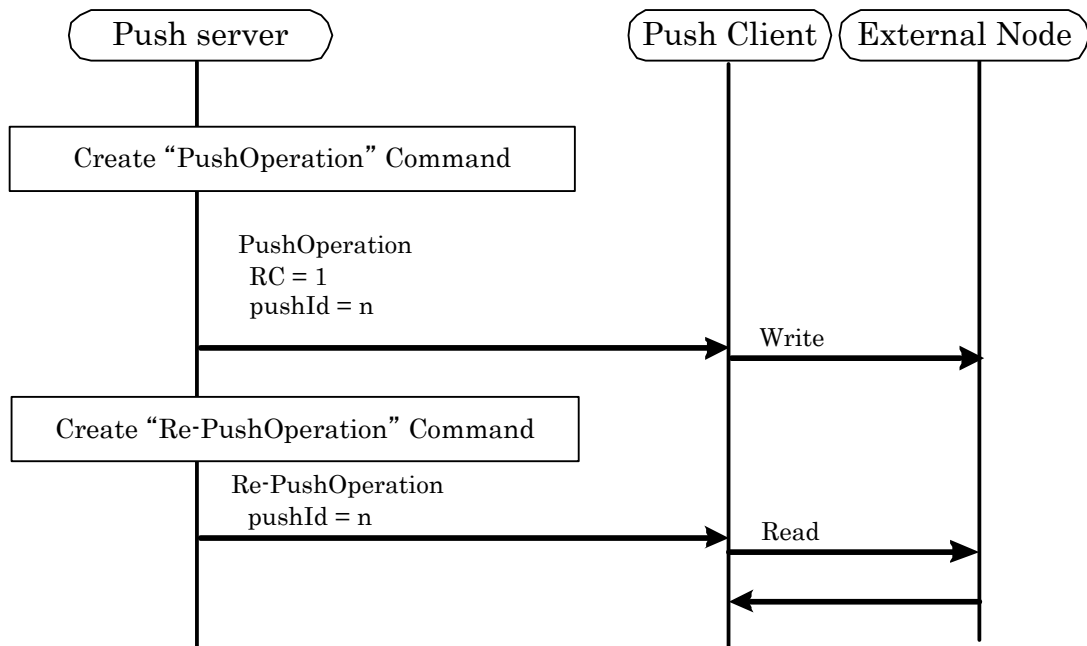 Push server
Push Client
External Node
Create “PushOperation” Command
PushOperation
RC = 1
pushId = n
Write
Create “Re-PushOperation” Command
Re-PushOperation
pushId = n
Read